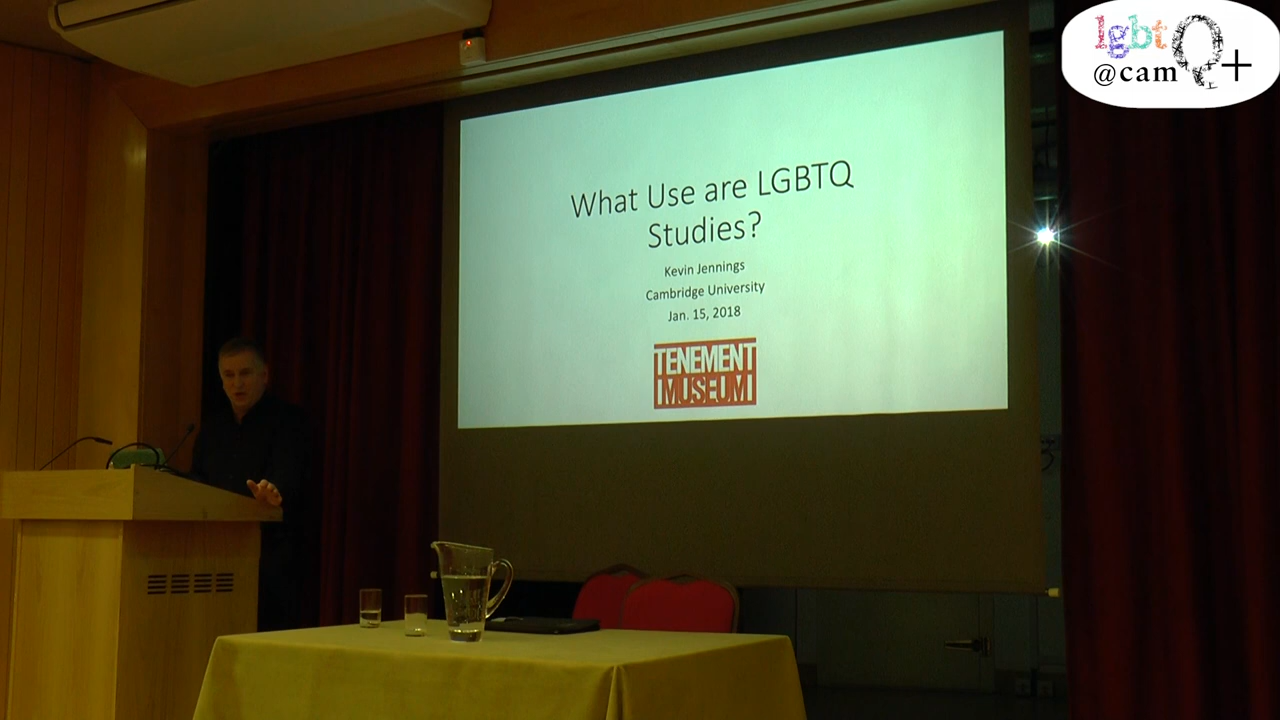 What Use are LGBTQ
Studies?
Kevin Jennings
Cambridge University
Jan. 15, 2018
TENEMENT
MUSEUM
lgbtQ+
@cam